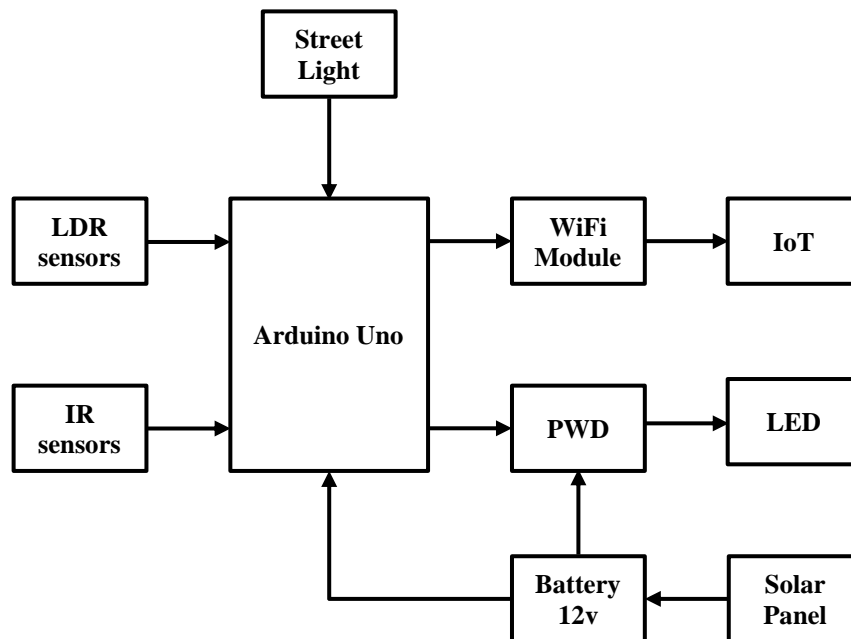 Street
Light
LDR
sensors
WiFi
Module
IoT
Arduino Uno
IR
sensors
PWD
LED
Battery
12v
Solar
Panel